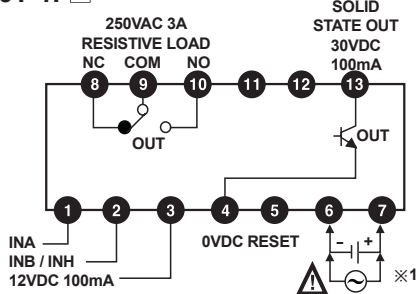 SOLID
STATE OUT
30VDC
100mA
250VAC 3A
RESISTIVE LOAD
NC COM NO
8 9 10 11 12 13
OUT
OUT
1 2 3 4 5 6 7
INA
INB / INH
12VDC 100mA
0VDC RESET
- +
※1